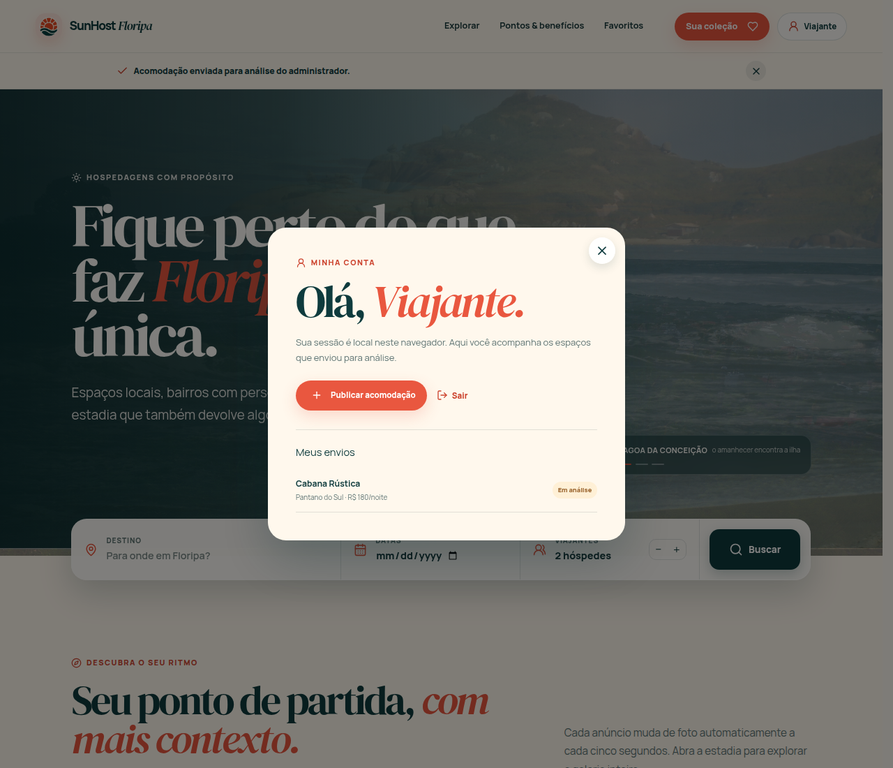 SunHost Floripa
Explorar
Pontos & benefícios
Favoritos
Sua coleção
Viajante
Acomodação enviada para análise do administrador.
HOSPEDAGENS COM PROPÓSITO
Fique perto do que
faz Florip
única.
Espaços locais, bairros com pers
estadia que também devolve algo
MINHA CONTA
Olá, Viajante.
Sua sessão é local neste navegador. Aqui você acompanha os espaços
que enviou para análise.
Publicar acomodação
Sair
Meus envios
Cabana Rústica
Pantano do Sul · R$ 180/noite
Em análise
AGOA DA CONCEIÇÃO o amanhecer encontra a ilha
DESTINO
Para onde em Floripa?
DATAS
mm/dd/yyyy
VIAJANTES
2 hóspedes
− +
Buscar
DESCUBRA O SEU RITMO
Seu ponto de partida, com
mais contexto.
Cada anúncio muda de foto automaticamente a
cada cinco segundos. Abra a estadia para explorar
a galeria inteira.